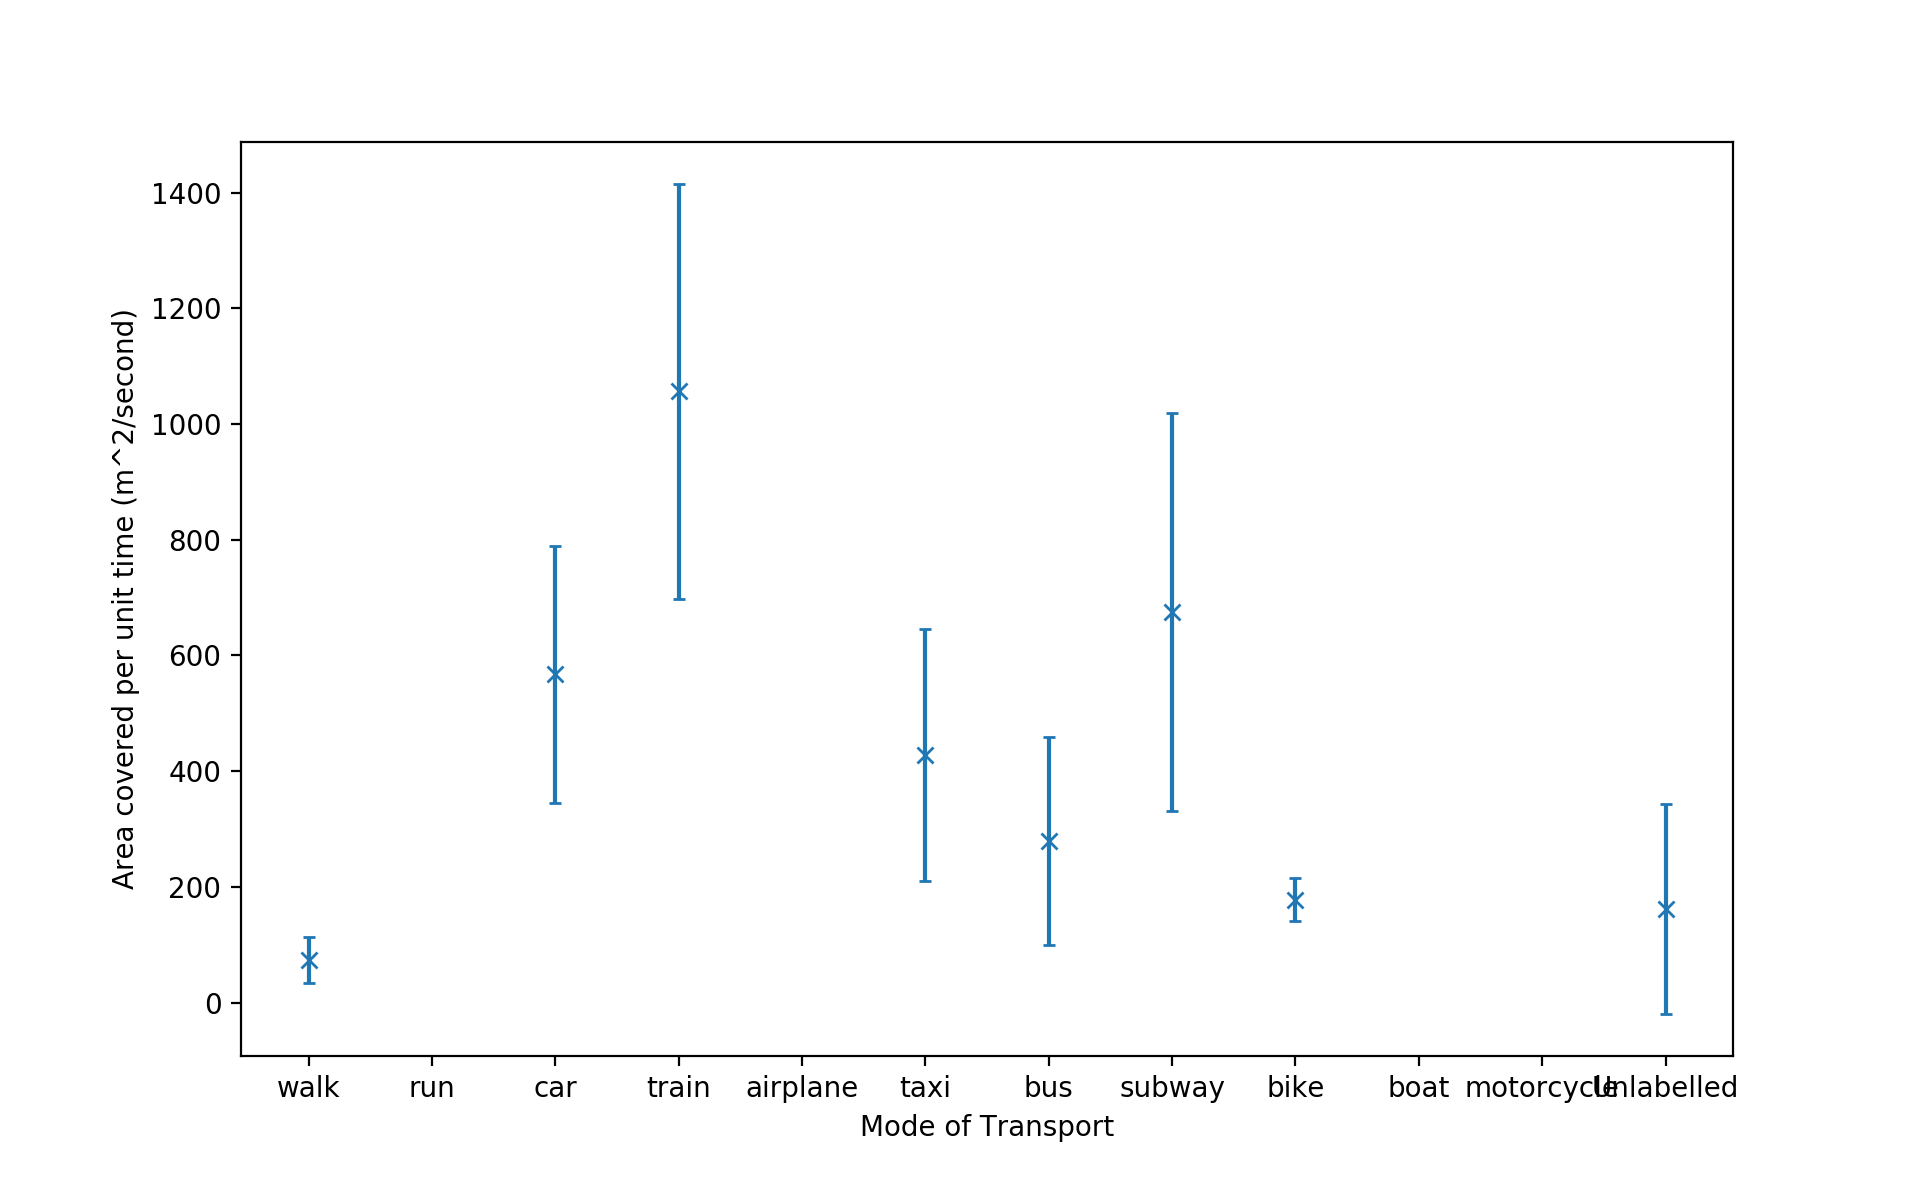 Area covered per unit time (m^2/second)
1400
1200
1000
800
600
400
200
0
walk run car train airplane taxi bus subway bike boat motorcycle Unlabelled
Mode of Transport